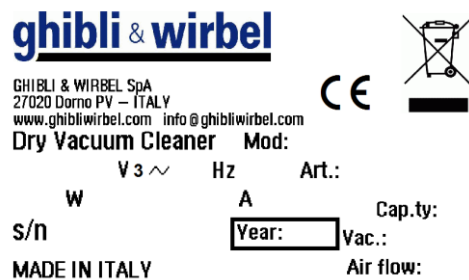 ghibli & wirbel
GHIBLI & WIRBEL SpA
27020 Dorno PV – ITALY
www.ghibliwirbel.com info@ghibliwirbel.com
CE
Dry Vacuum Cleaner Mod:
V 3 ~ Hz Art.:
W A Cap.ty:
s/n Year: Vac.:
MADE IN ITALY Air flow: